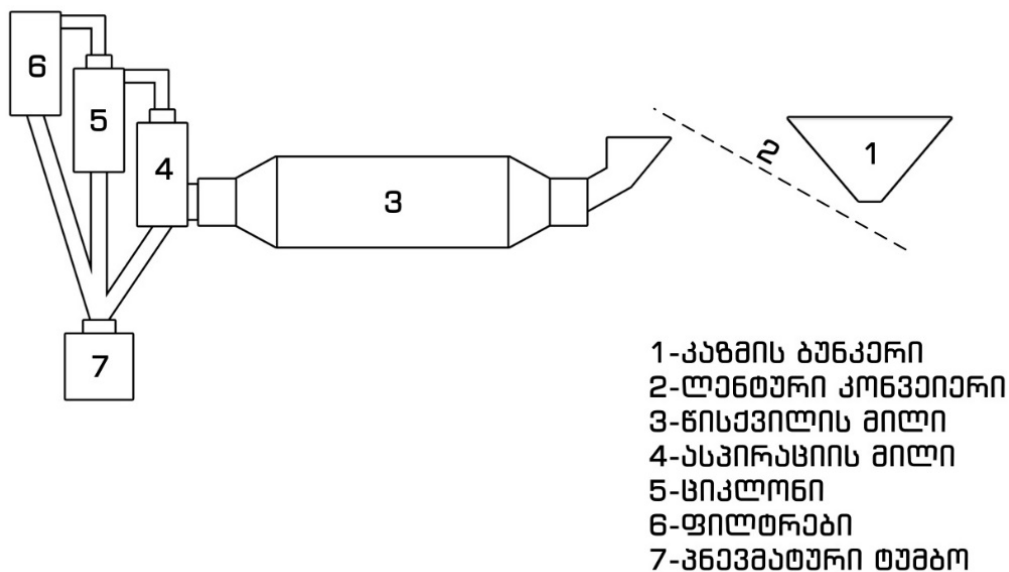 6
5
4
3
2
1
7
1-კაზმის ბუნკერი
2-ლენტური კონვეიერი
3-წისქვილის მილი
4-ასპირაციის მილი
5-ციკლონი
6-ფილტრები
7-პნევმატური ტუმბო